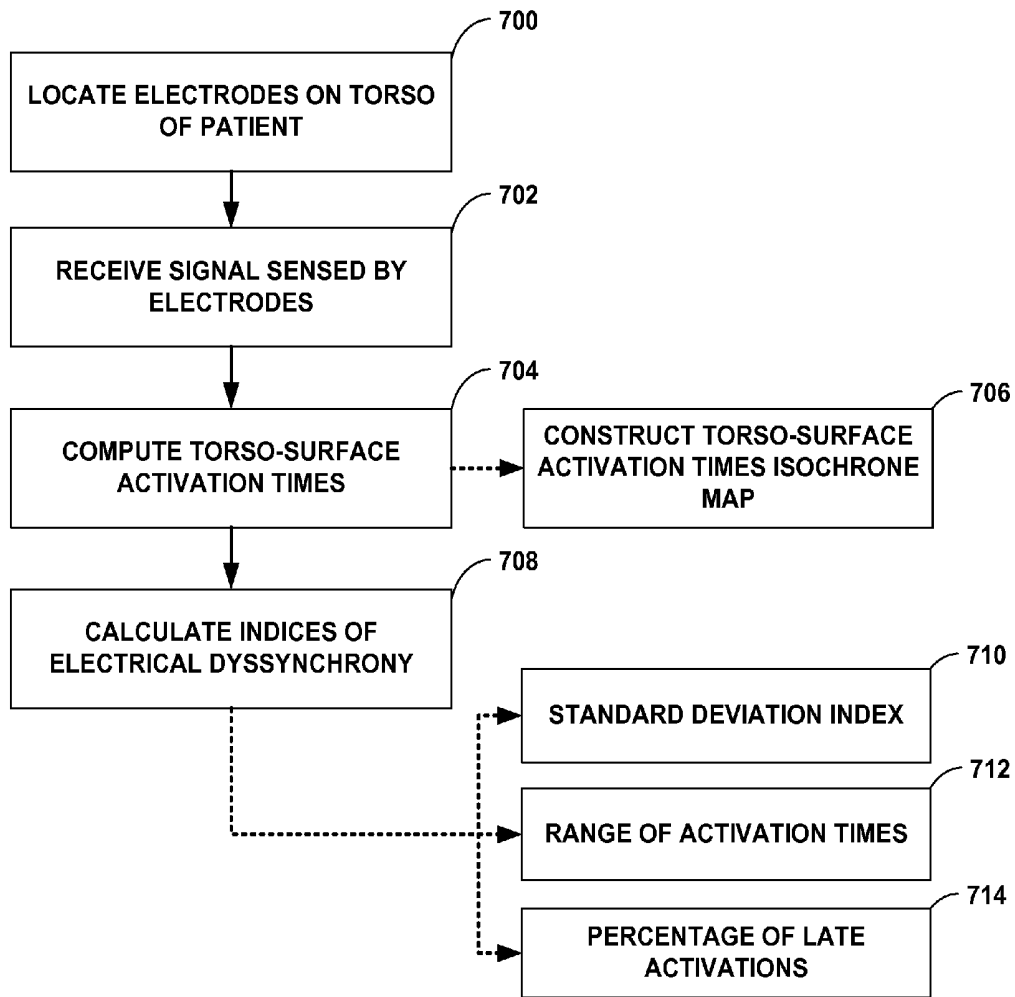 700
LOCATE ELECTRODES ON TORSO
OF PATIENT
702
RECEIVE SIGNAL SENSED BY
ELECTRODES
704
COMPUTE TORSO-SURFACE
ACTIVATION TIMES
706
CONSTRUCT TORSO-SURFACE
ACTIVATION TIMES ISOCHRONE
MAP
708
CALCULATE INDICES OF
ELECTRICAL DYSSYNCHRONY
710
STANDARD DEVIATION INDEX
712
RANGE OF ACTIVATION TIMES
714
PERCENTAGE OF LATE
ACTIVATIONS